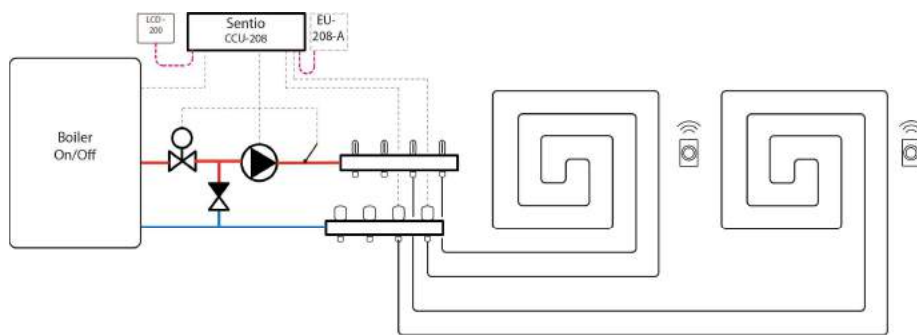 LCD -
200
Sentio
CCU-208
EU-
208-A
Boiler
On/Off